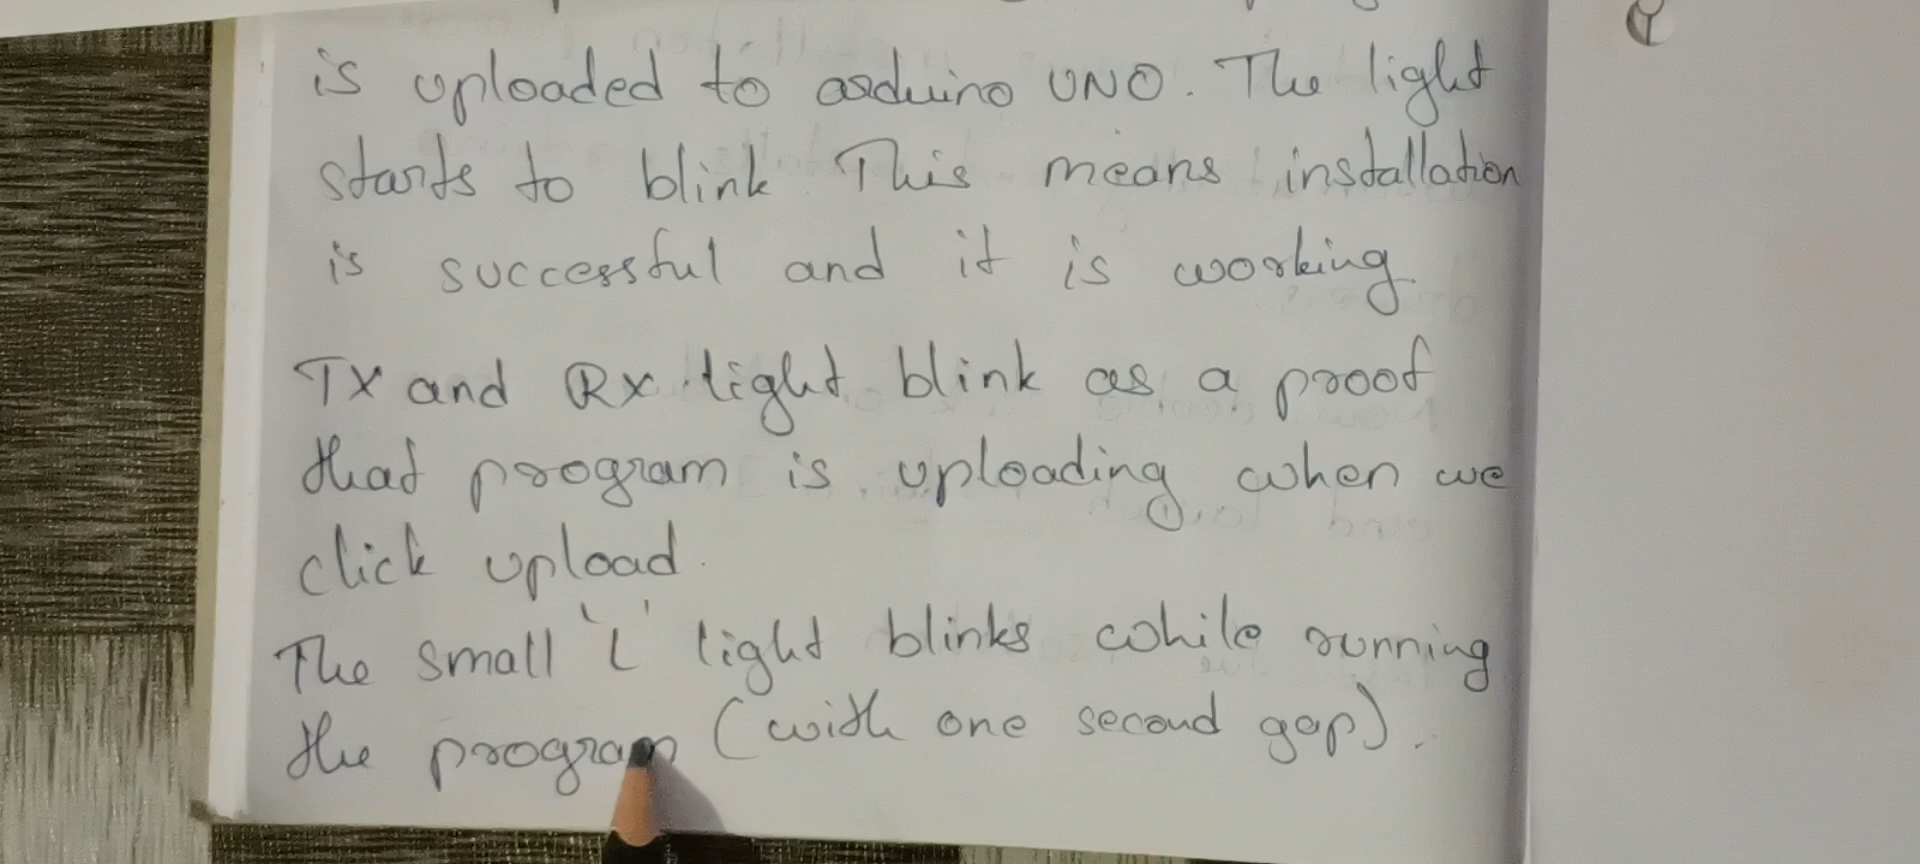 is uploaded to arduino UNO. The light
starts to blink This means installation
is successful and it is working
TX and Rx light blink as a proof
that program is uploading when we
click upload.
The small 'L' light blinks while running
the program (with one second gap).